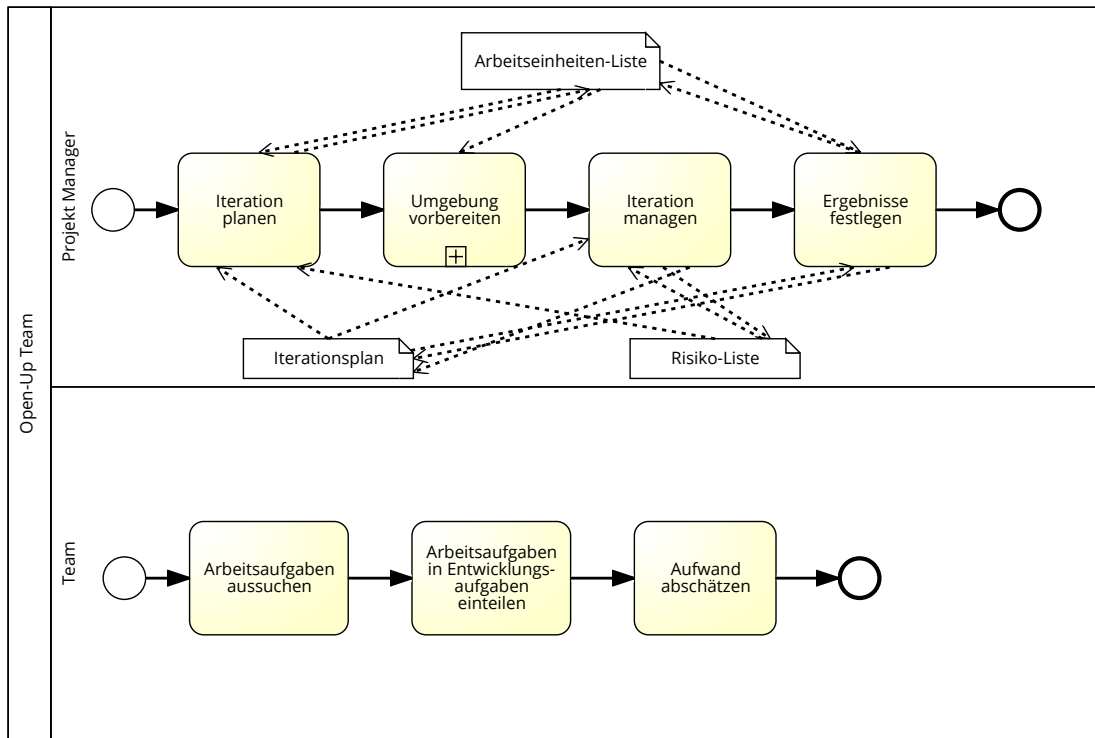 Open-Up Team
Projekt Manager
Arbeitseinheiten-Liste
Iteration
planen
Umgebung
vorbereiten
Iteration
managen
Ergebnisse
festlegen
Iterationsplan
Risiko-Liste
Team
Arbeitsaufgaben
aussuchen
Arbeitsaufgaben
in Entwicklungs-
aufgaben
einteilen
Aufwand
abschätzen